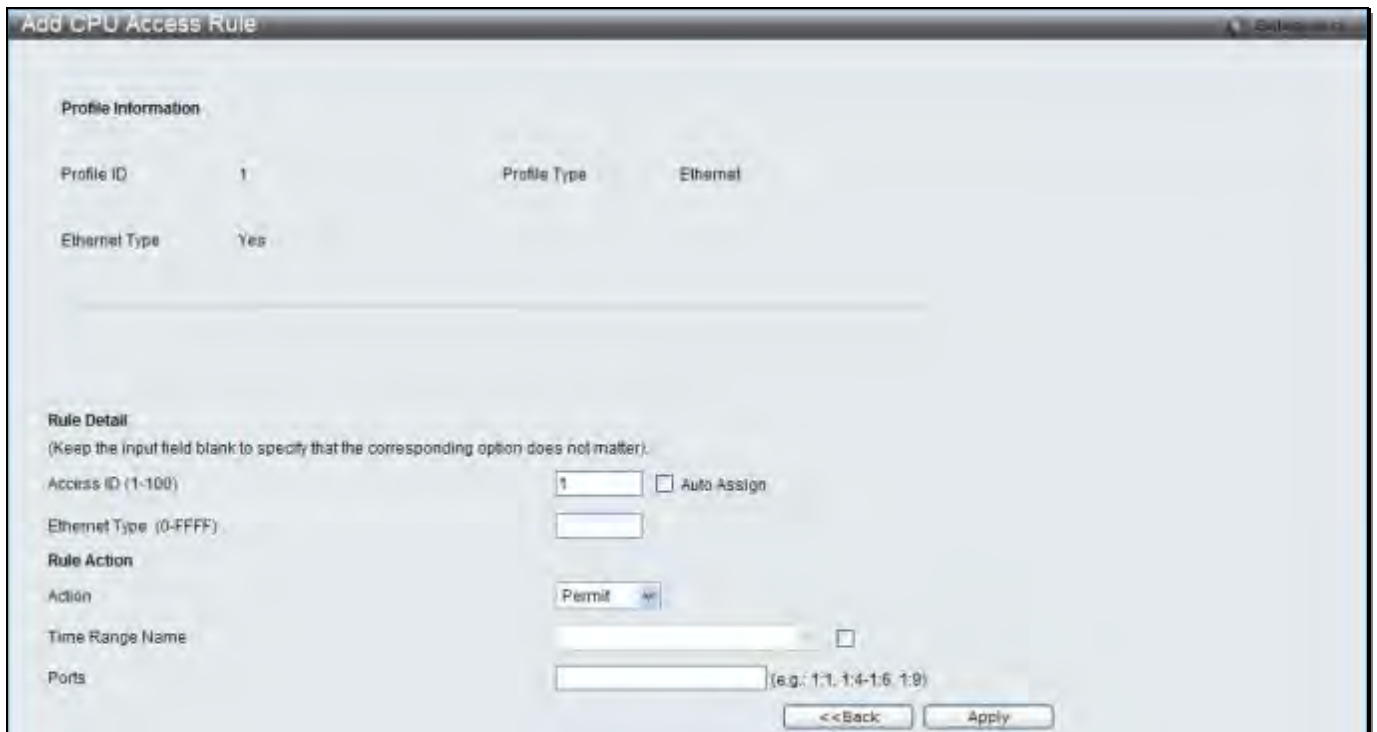 Add CPU Access Rule
Profile Information
Profile ID 1 Profile Type Ethernet
Ethernet Type Yes
Rule Detail
(Keep the input field blank to specify that the corresponding option does not matter).
Access ID (1-100) 1 Auto Assign
Ethernet Type (0-FFFF)
Rule Action
Action Permit
Time Range Name
Ports (e.g.: 1:1, 1:4-1:6, 1:9)
<<Back Apply